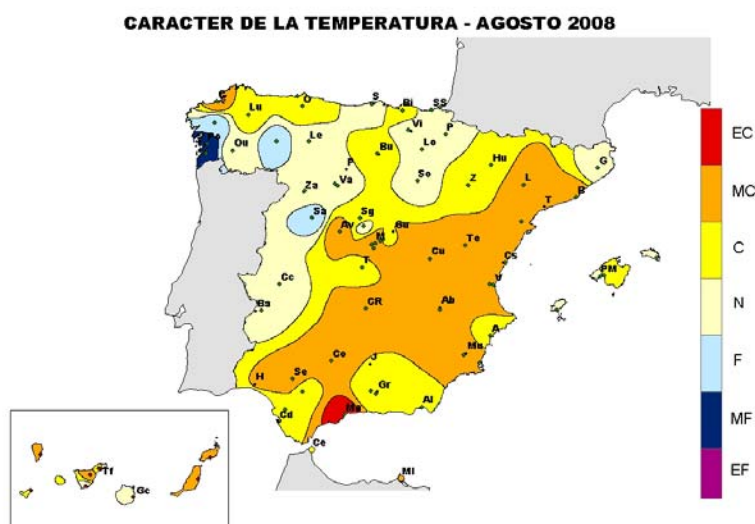 CARACTER DE LA TEMPERATURA - AGOSTO 2008
C
Lu
O
S
Bi
SS
Ou
Le
Bu
Vi
Lo
P
Hu
G
P
Za
Va
So
Z
L
B
T
Sa
Sg
Av
M
Gu
Cu
Te
Cs
T
V
PM
Cc
Ba
CR
Ab
A
Mu
H
Se
Co
J
Gr
Al
Cd
Ma
Ce
Ml
Tf
Gc
EC
MC
C
N
F
MF
EF